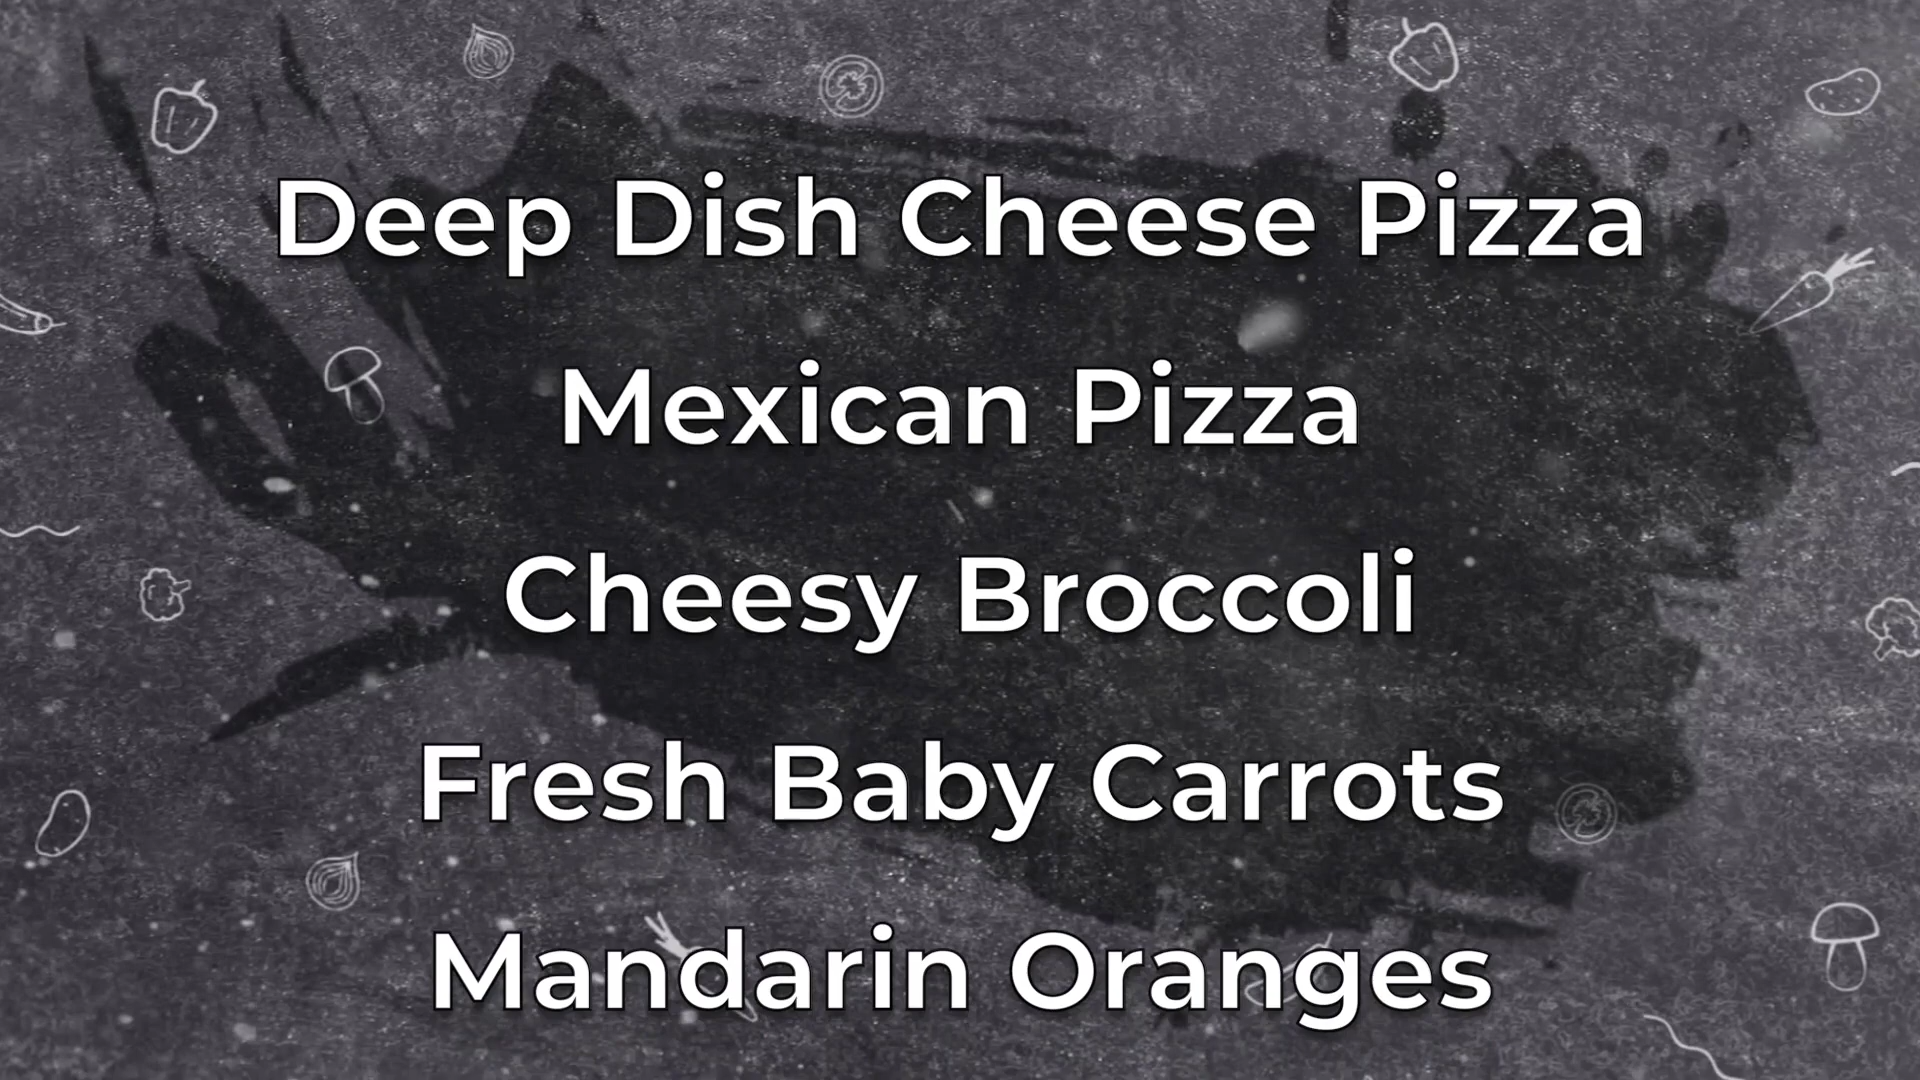 Deep Dish Cheese Pizza
Mexican Pizza
Cheesy Broccoli
Fresh Baby Carrots
Mandarin Oranges